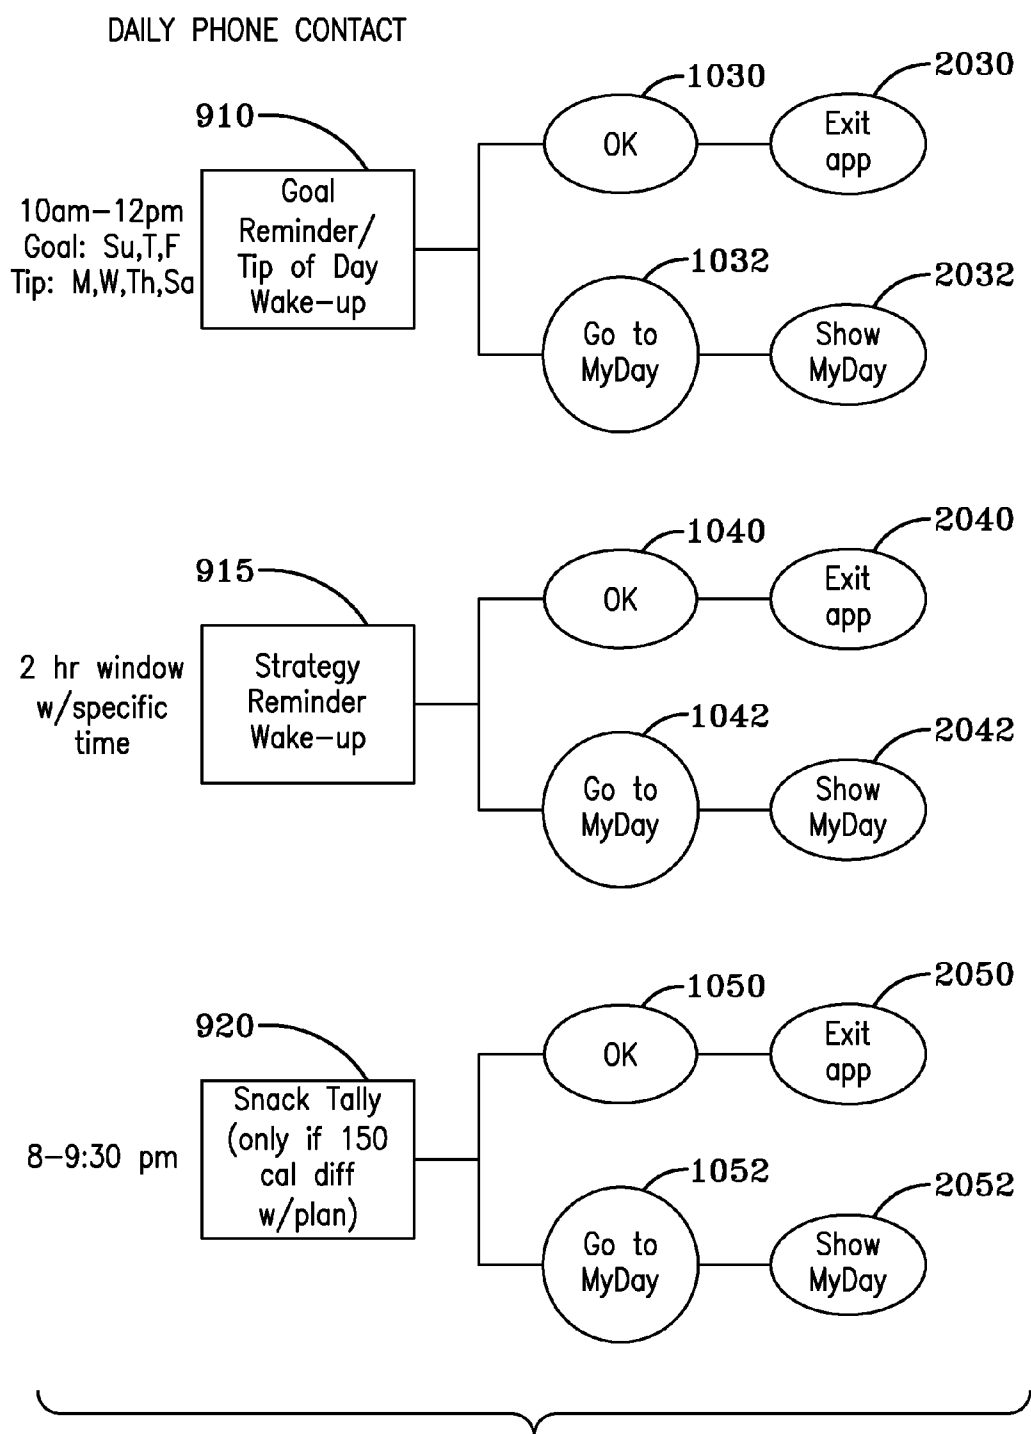 DAILY PHONE CONTACT
910
10am-12pm
Goal: Su,T,F
Tip: M,W,Th,Sa
Goal
Reminder/
Tip of Day
Wake-up
1030
OK
2030
Exit
app
1032
Go to
MyDay
2032
Show
MyDay
915
2 hr window
w/specific
time
Strategy
Reminder
Wake-up
1040
OK
2040
Exit
app
1042
Go to
MyDay
2042
Show
MyDay
920
8-9:30 pm
Snack Tally
(only if 150
cal diff
w/plan)
1050
OK
2050
Exit
app
1052
Go to
MyDay
2052
Show
MyDay